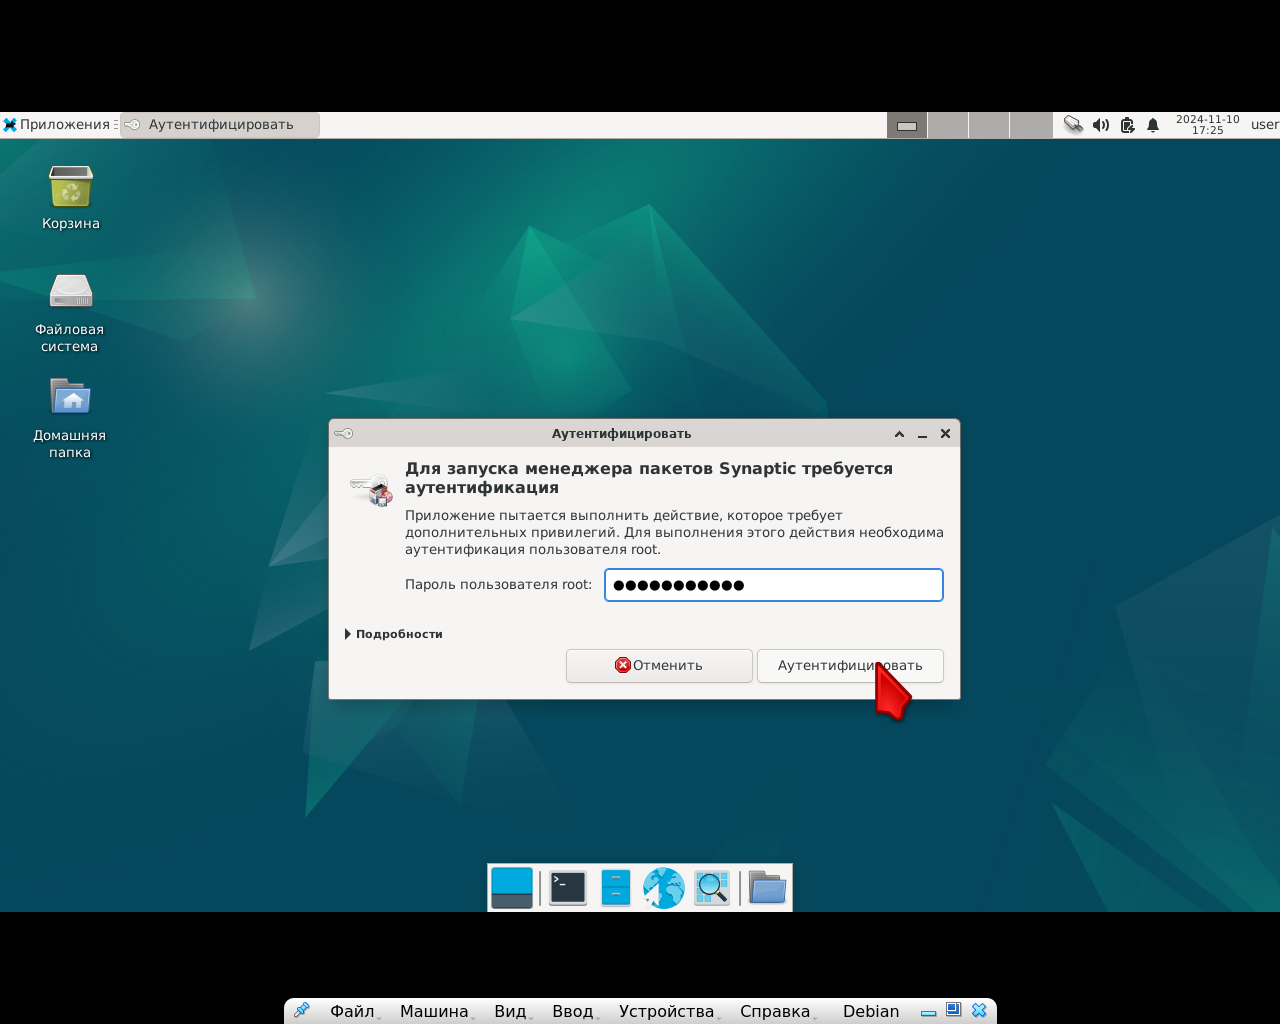 Приложения
Аутентифицировать
2024-11-10
17:25
user
Корзина
Файловая
система
Домашняя
папка
Аутентифицировать
Для запуска менеджера пакетов Synaptic требуется
аутентификация
Приложение пытается выполнить действие, которое требует
дополнительных привилегий. Для выполнения этого действия необходима
аутентификация пользователя root.
Пароль пользователя root: ●●●●●●●●●●●
Подробности
Отменить
Аутентифицировать
>_
Файл Машина Вид Ввод Устройства Справка Debian